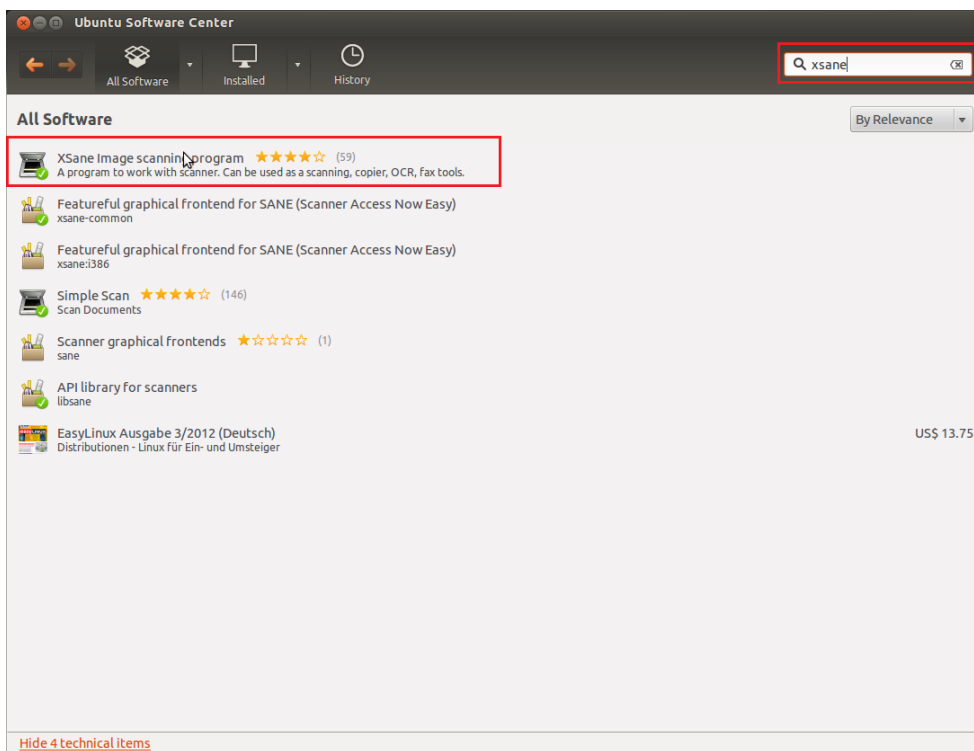 Ubuntu Software Center
All Software
Installed
History
xsane
All Software
By Relevance
XSane Image scanning program (59)
A program to work with scanner. Can be used as a scanning, copier, OCR, fax tools.
Featureful graphical frontend for SANE (Scanner Access Now Easy)
xsane-common
Featureful graphical frontend for SANE (Scanner Access Now Easy)
xsane:i386
Simple Scan (146)
Scan Documents
Scanner graphical frontends (1)
sane
API library for scanners
libsane
EasyLinux Ausgabe 3/2012 (Deutsch) US$ 13.75
Distributionen - Linux für Ein- und Umsteiger
Hide 4 technical items